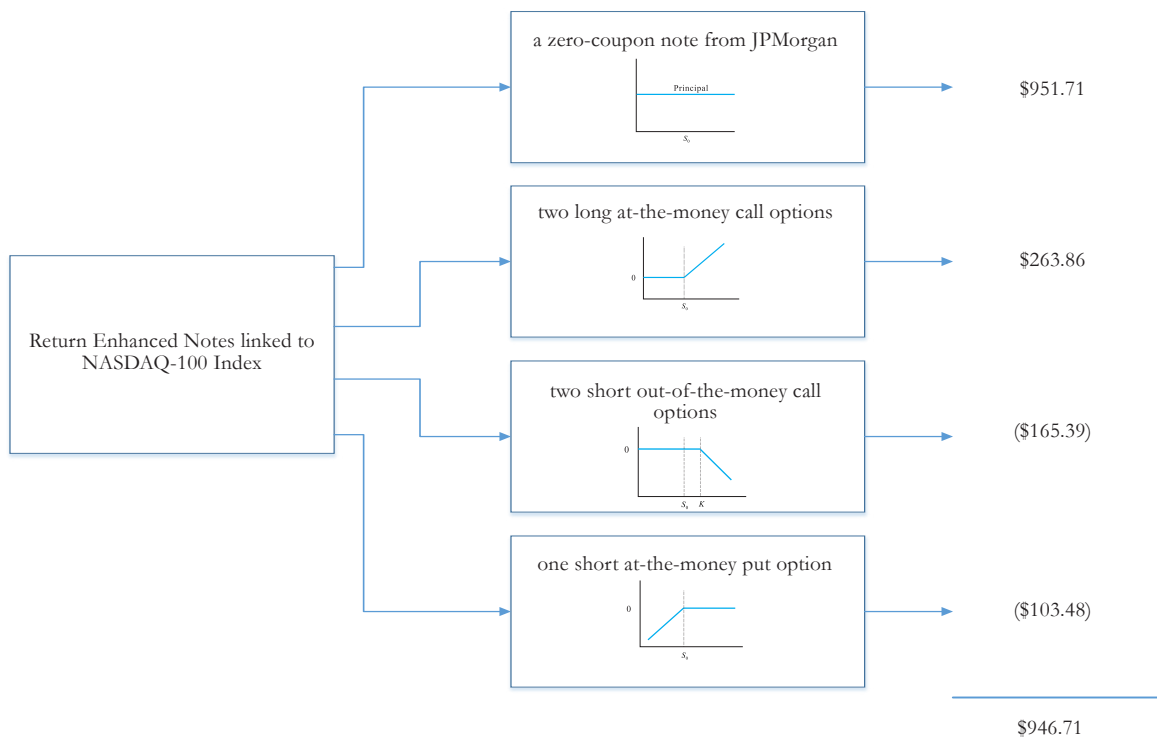 a zero-coupon note from JPMorgan
Principal
S₀
$951.71
two long at-the-money call options
0
S₀
$263.86
Return Enhanced Notes linked to
NASDAQ-100 Index
two short out-of-the-money call
options
0
S₀ K
($165.39)
one short at-the-money put option
0
S₀
($103.48)
$946.71